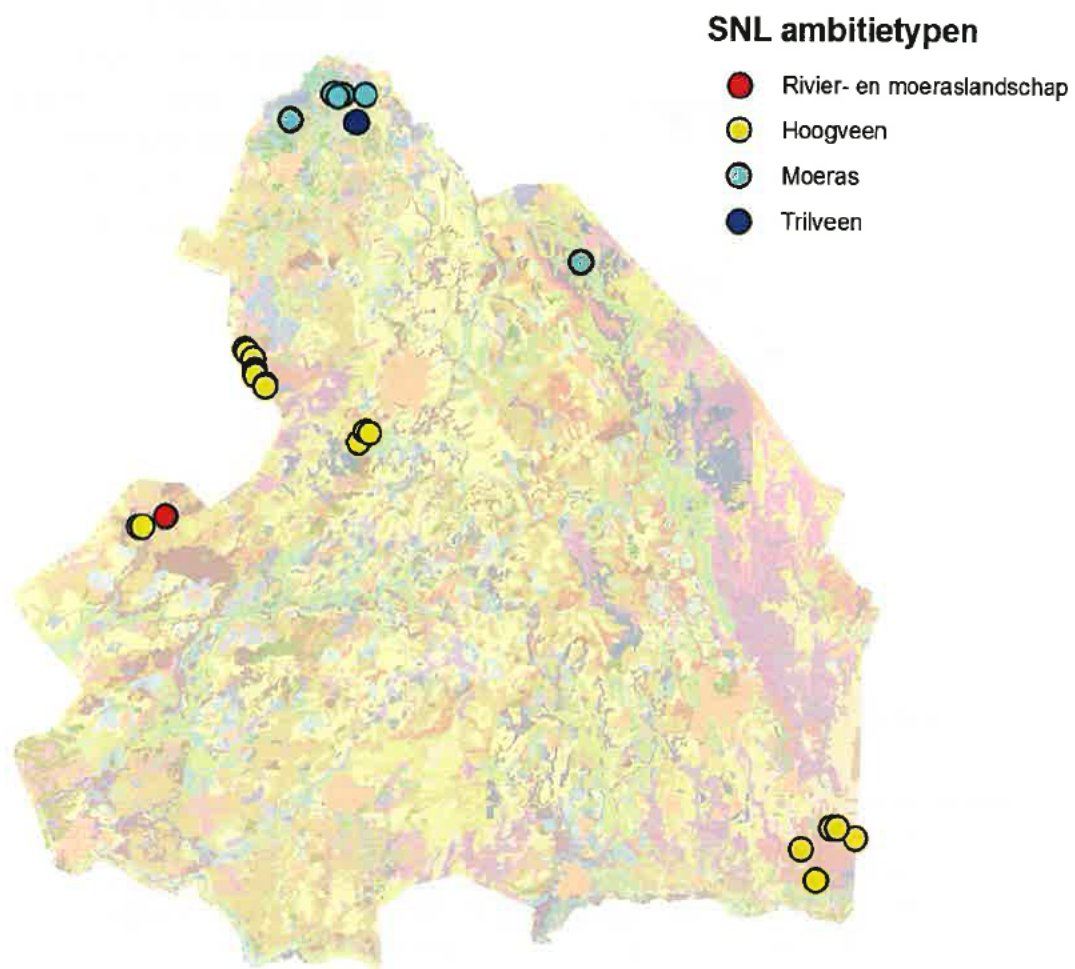 SNL ambitietypen
Rivier- en moeraslandschap
Hoogveen
Moeras
Trilveen